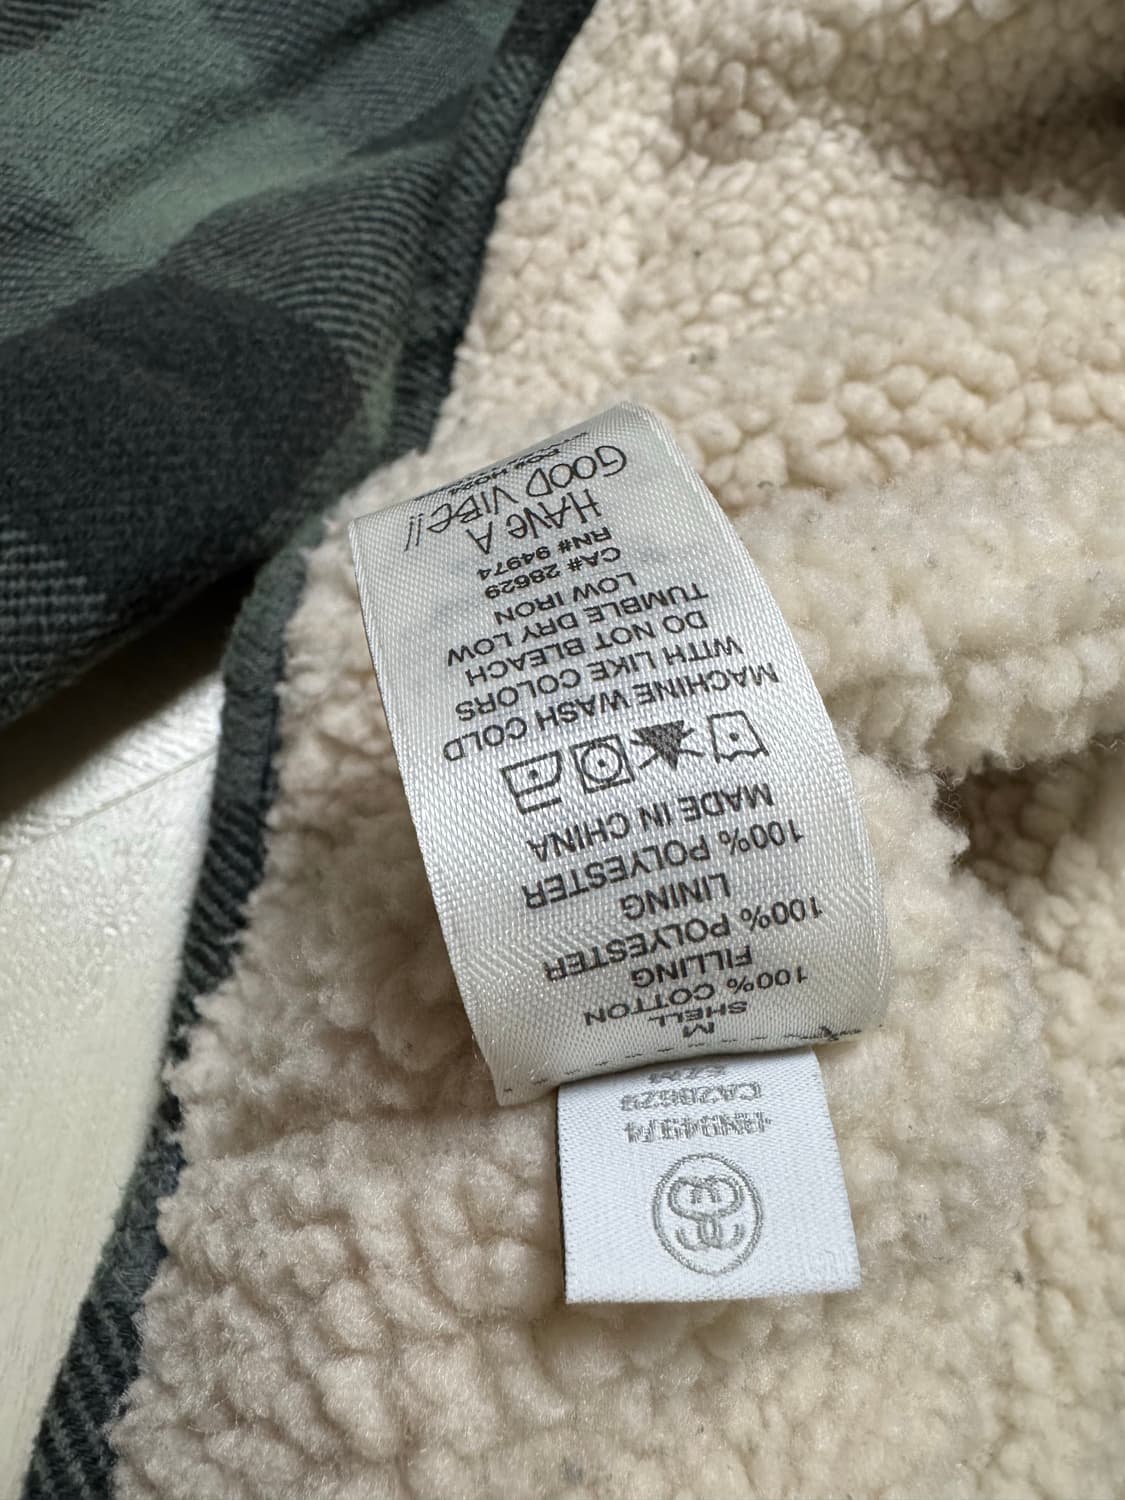 M
SHELL
100% COTTON
FILLING
100% POLYESTER
LINING
100% POLYESTER
MADE IN CHINA
MACHINE WASH COLD
WITH LIKE COLORS
DO NOT BLEACH
TUMBLE DRY LOW
LOW IRON
CA# 28629
RN# 94974
HAVE A
GOOD VIBE!!
RN94974
CA28629